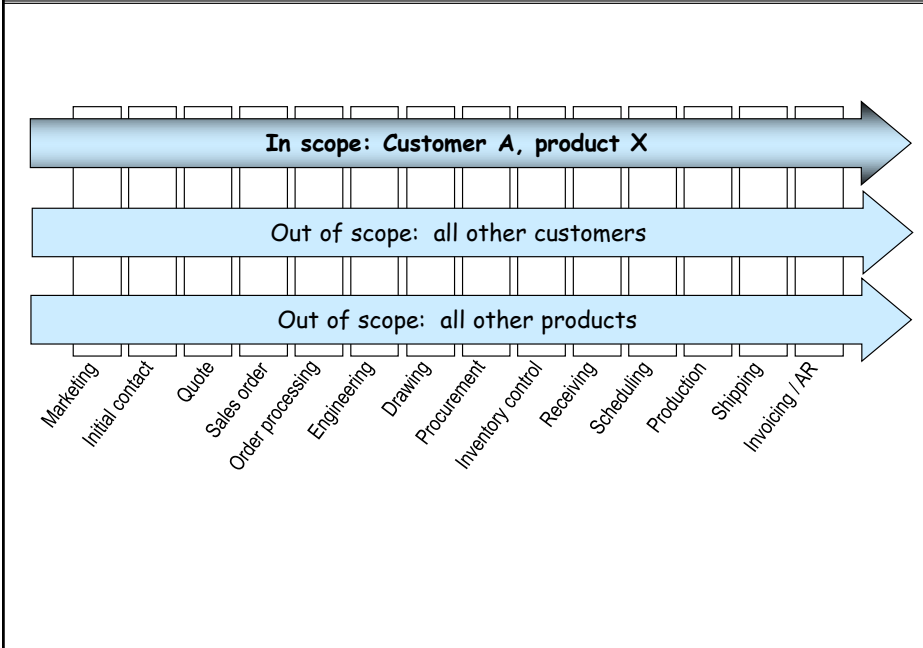 In scope: Customer A, product X
Out of scope: all other customers
Out of scope: all other products
Marketing
Initial contact
Quote
Sales order
Order processing
Engineering
Drawing
Procurement
Inventory control
Receiving
Scheduling
Production
Shipping
Invoicing / AR